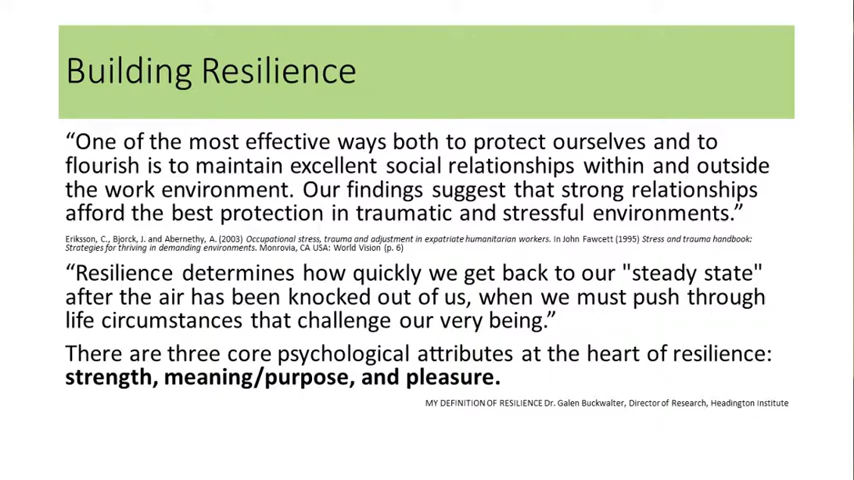 Building Resilience
“One of the most effective ways both to protect ourselves and to
flourish is to maintain excellent social relationships within and outside
the work environment. Our findings suggest that strong relationships
afford the best protection in traumatic and stressful environments.”
Eriksson, C., Bjorck, J. and Abernethy, A. (2003) Occupational stress, trauma and adjustment in expatriate humanitarian workers. In John Fawcett (1995) Stress and trauma handbook:
Strategies for thriving in demanding environments. Monrovia, CA USA: World Vision (p. 6)
“Resilience determines how quickly we get back to our "steady state"
after the air has been knocked out of us, when we must push through
life circumstances that challenge our very being.”
There are three core psychological attributes at the heart of resilience:
strength, meaning/purpose, and pleasure.
MY DEFINITION OF RESILIENCE Dr. Galen Buckwalter, Director of Research, Headington Institute